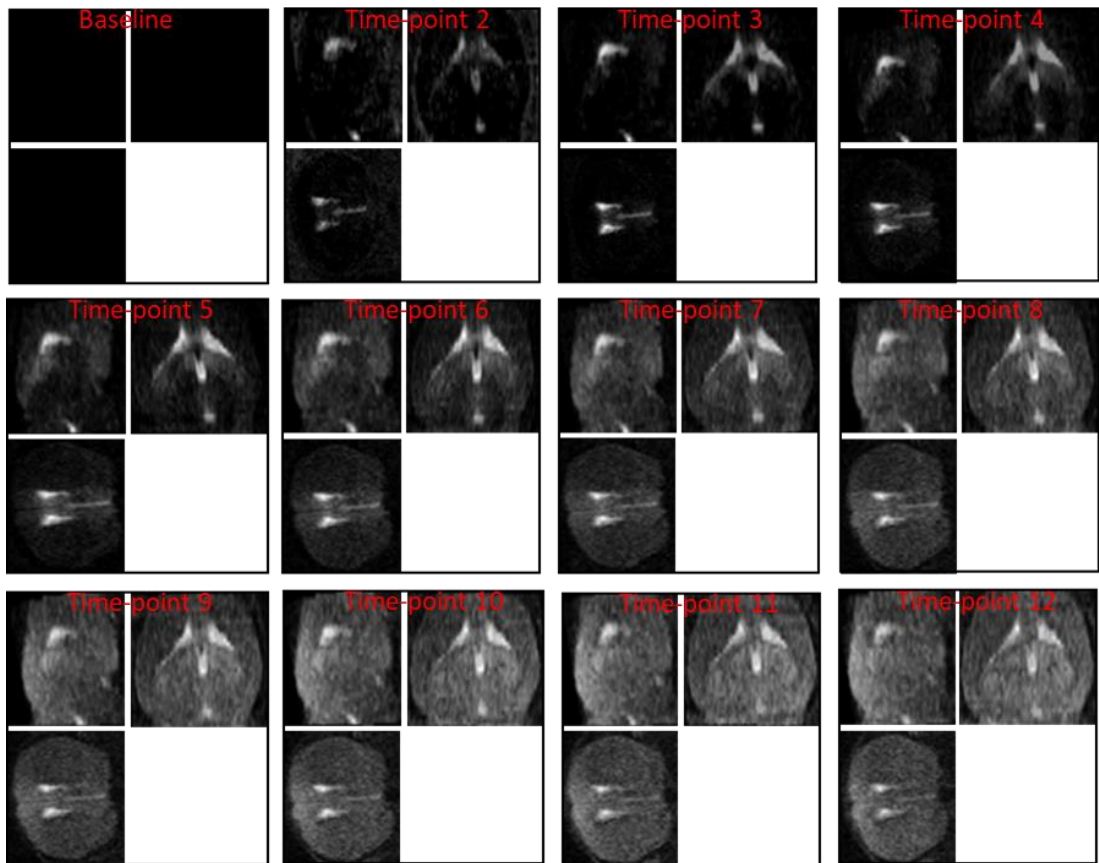 Baseline
Time-point 2
Time-point 3
Time-point 4
Time-point 5
Time-point 6
Time-point 7
Time-point 8
Time-point 9
Time-point 10
Time-point 11
Time-point 12